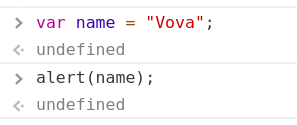 > var name = "Vova";
<· undefined
> alert(name);
<· undefined